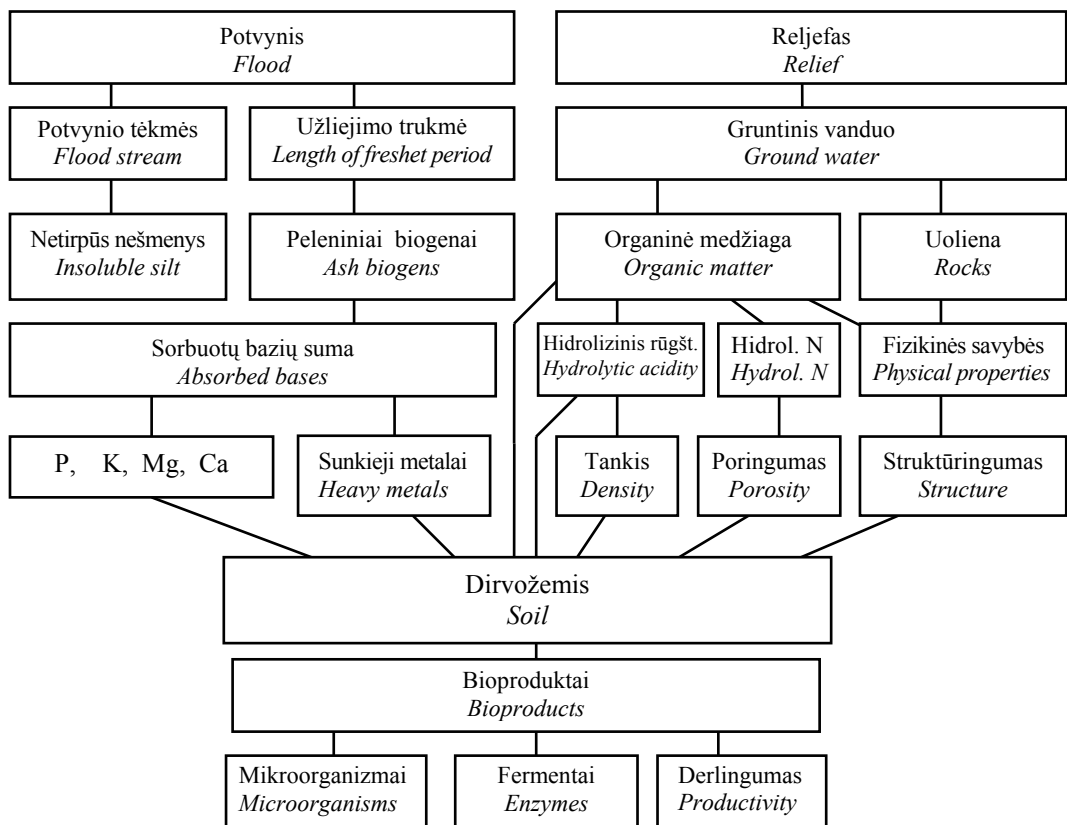 Potvynis
Flood
Reljefas
Relief
Potvynio tėkmės
Flood stream
Užliejimo trukmė
Length of freshet period
Gruntinis vanduo
Ground water
Netirpūs nešmenys
Insoluble silt
Peleniniai biogenai
Ash biogens
Organinė medžiaga
Organic matter
Uoliena
Rocks
Sorbuotų bazių suma
Absorbed bases
Hidrolizinis rūgšt.
Hydrolytic acidity
Hidrol. N
Hydrol. N
Fizikinės savybės
Physical properties
P, K, Mg, Ca
Sunkieji metalai
Heavy metals
Tankis
Density
Poringumas
Porosity
Struktūringumas
Structure
Dirvožemis
Soil
Bioproduktai
Bioproducts
Mikroorganizmai
Microorganisms
Fermentai
Enzymes
Derlingumas
Productivity